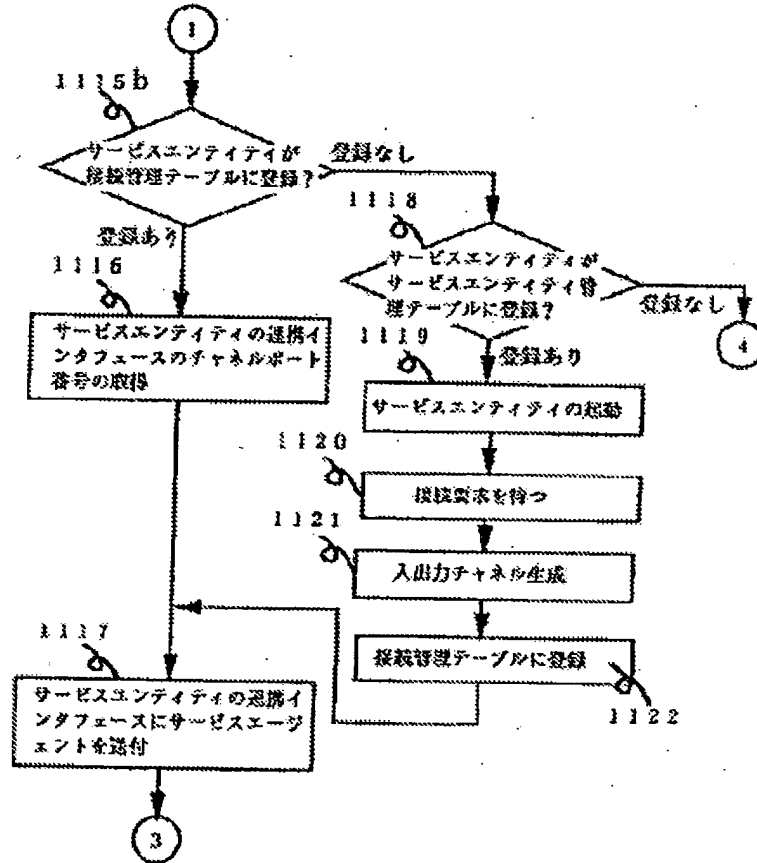 1
1115b
サービスエンティティが
接続管理テーブルに登録?
登録なし
登録あり
1116
サービスエンティティの連携イ
ンタフェースのチャネルポート
番号の取得
1118
サービスエンティティが
サービスエンティティ管
理テーブルに登録?
登録なし
4
登録あり
1119
サービスエンティティの起動
1120
接続要求を待つ
1121
入出力チャネル生成
接続管理テーブルに登録
1122
1117
サービスエンティティの連携イ
ンタフェースにサービスエージ
ェントを送付
3